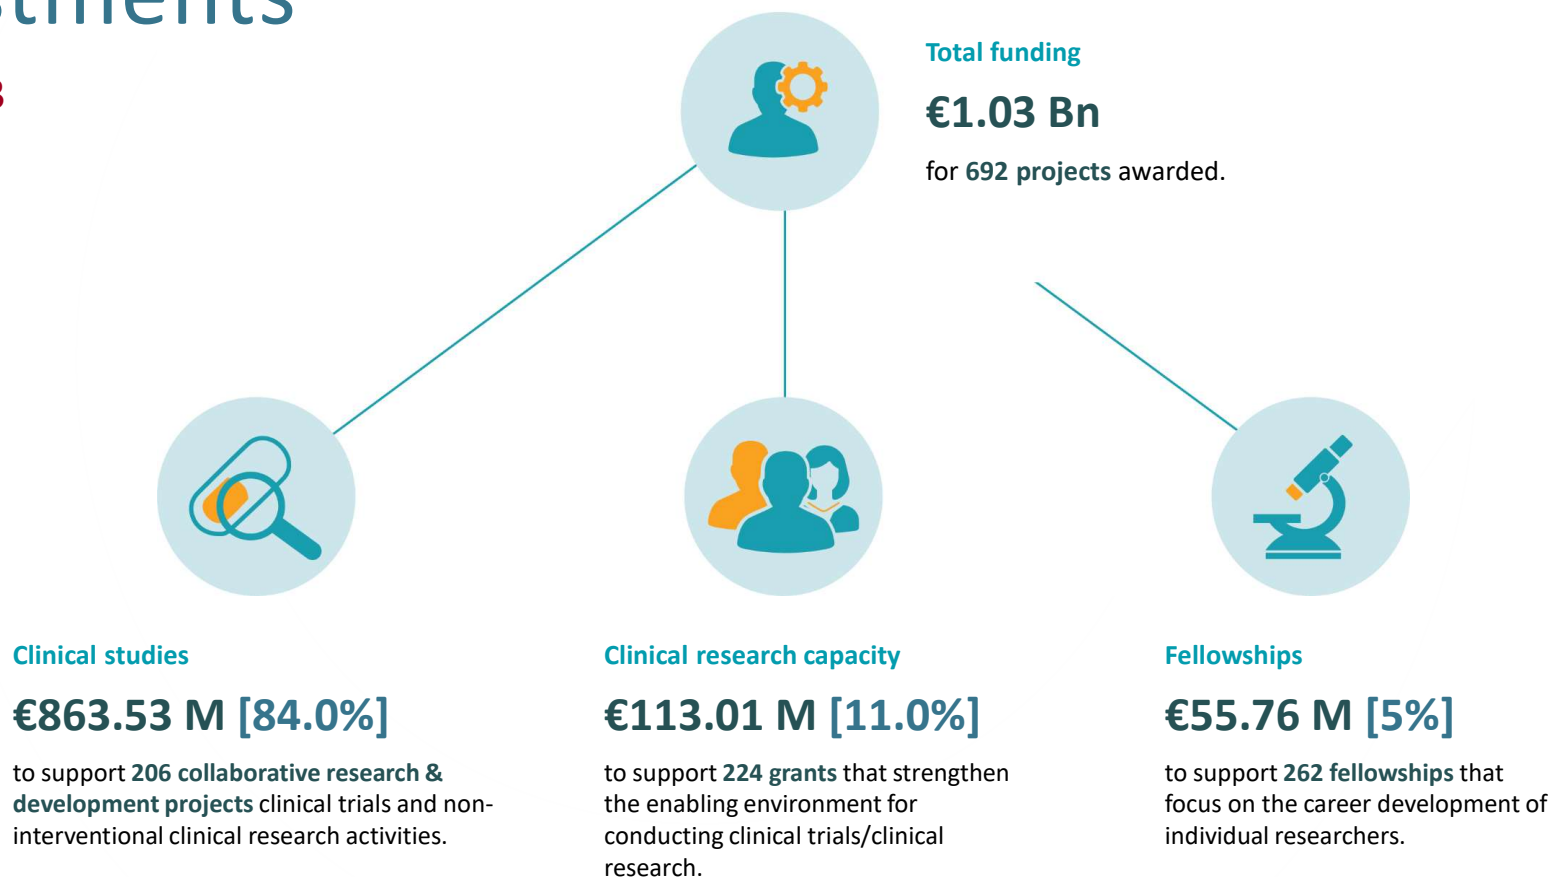 Total funding
€1.03 Bn
for 692 projects awarded.
Clinical studies
€863.53 M [84.0%]
to support 206 collaborative research &
development projects clinical trials and non-
interventional clinical research activities.
Clinical research capacity
€113.01 M [11.0%]
to support 224 grants that strengthen
the enabling environment for
conducting clinical trials/clinical
research.
Fellowships
€55.76 M [5%]
to support 262 fellowships that
focus on the career development of
individual researchers.